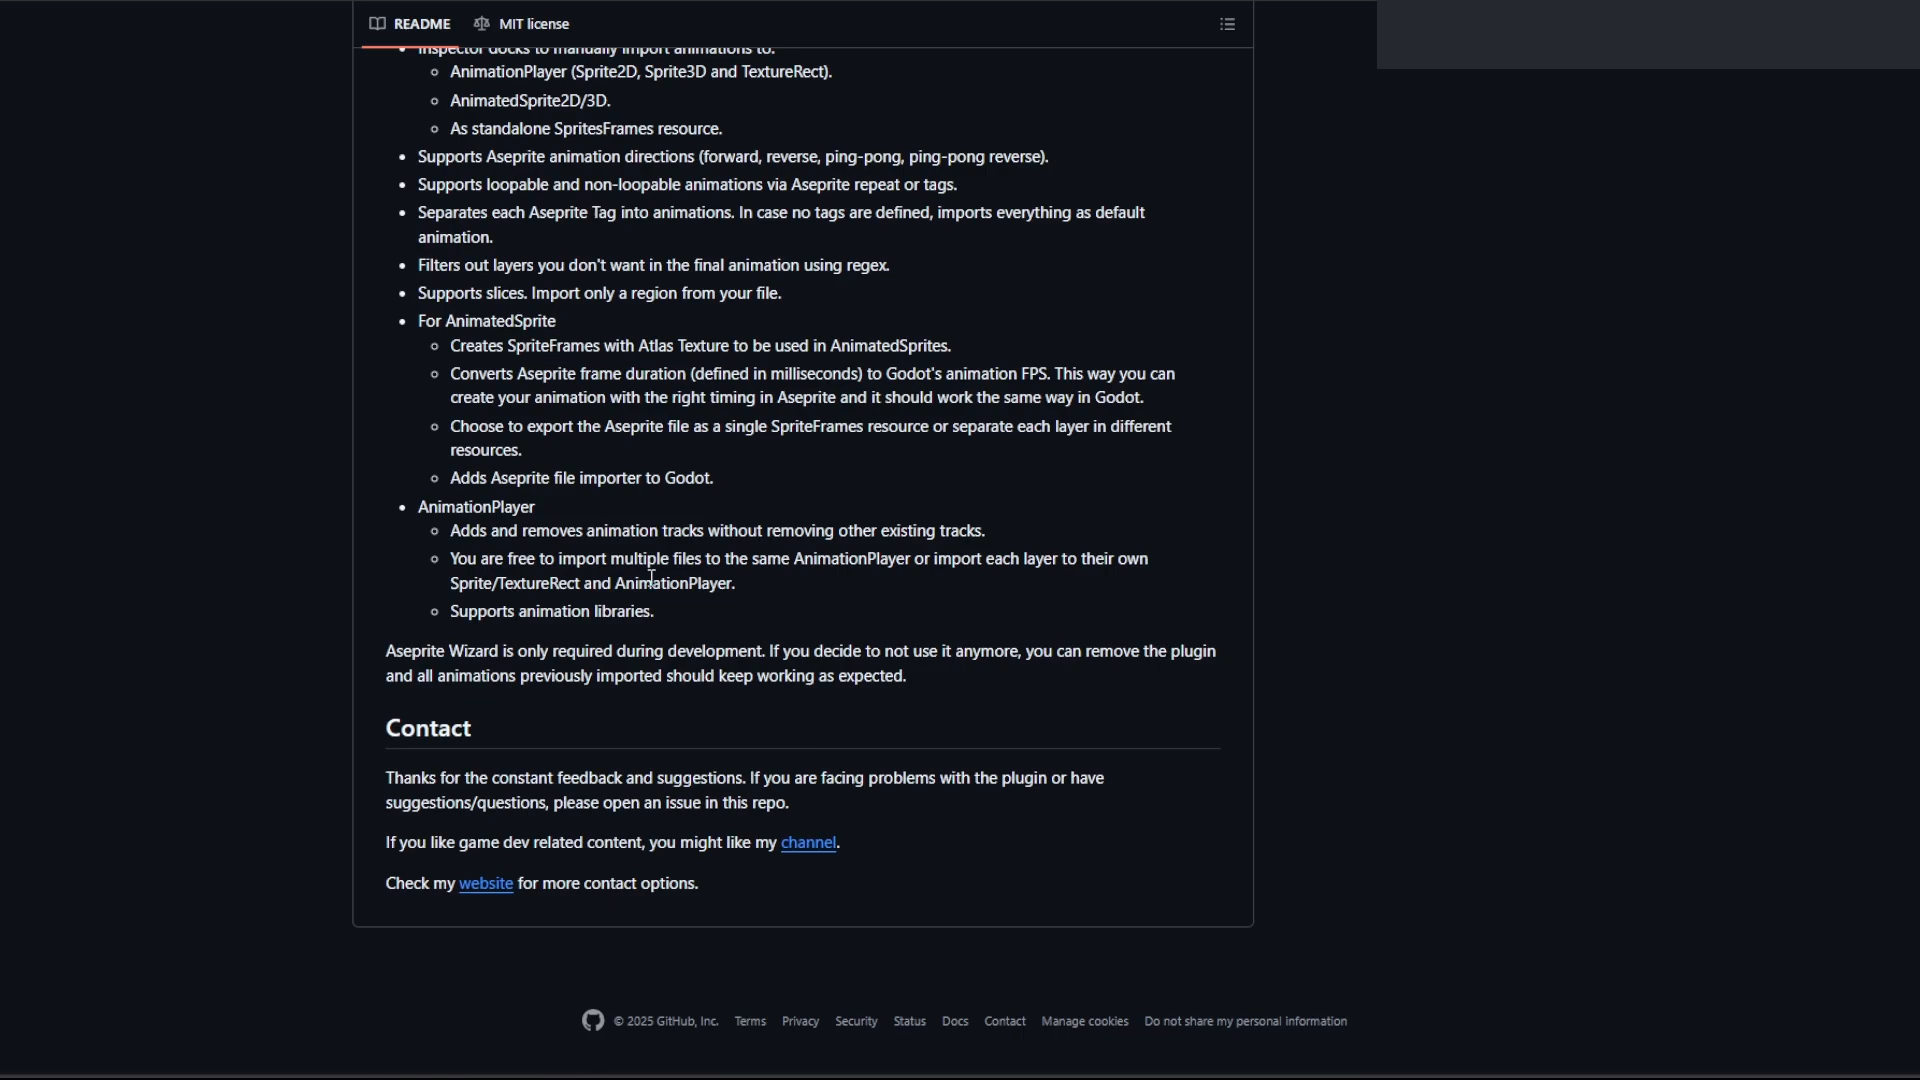 README MIT license
Inspector docks to manually import animations to:
AnimationPlayer (Sprite2D, Sprite3D and TextureRect).
AnimatedSprite2D/3D.
As standalone SpritesFrames resource.
Supports Aseprite animation directions (forward, reverse, ping-pong, ping-pong reverse).
Supports loopable and non-loopable animations via Aseprite repeat or tags.
Separates each Aseprite Tag into animations. In case no tags are defined, imports everything as default
animation.
Filters out layers you don't want in the final animation using regex.
Supports slices. Import only a region from your file.
For AnimatedSprite
Creates SpriteFrames with Atlas Texture to be used in AnimatedSprites.
Converts Aseprite frame duration (defined in milliseconds) to Godot's animation FPS. This way you can
create your animation with the right timing in Aseprite and it should work the same way in Godot.
Choose to export the Aseprite file as a single SpriteFrames resource or separate each layer in different
resources.
Adds Aseprite file importer to Godot.
AnimationPlayer
Adds and removes animation tracks without removing other existing tracks.
You are free to import multiple files to the same AnimationPlayer or import each layer to their own
Sprite/TextureRect and AnimationPlayer.
Supports animation libraries.
Aseprite Wizard is only required during development. If you decide to not use it anymore, you can remove the plugin
and all animations previously imported should keep working as expected.
Contact
Thanks for the constant feedback and suggestions. If you are facing problems with the plugin or have
suggestions/questions, please open an issue in this repo.
If you like game dev related content, you might like my channel.
Check my website for more contact options.
© 2025 GitHub, Inc. Terms Privacy Security Status Docs Contact Manage cookies Do not share my personal information